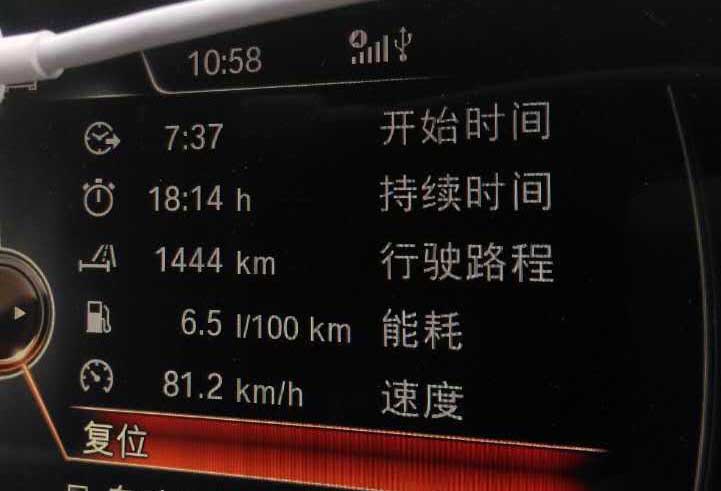 10:58
7:37 开始时间
18:14 h 持续时间
1444 km 行驶路程
6.5 l/100 km 能耗
81.2 km/h 速度
复位